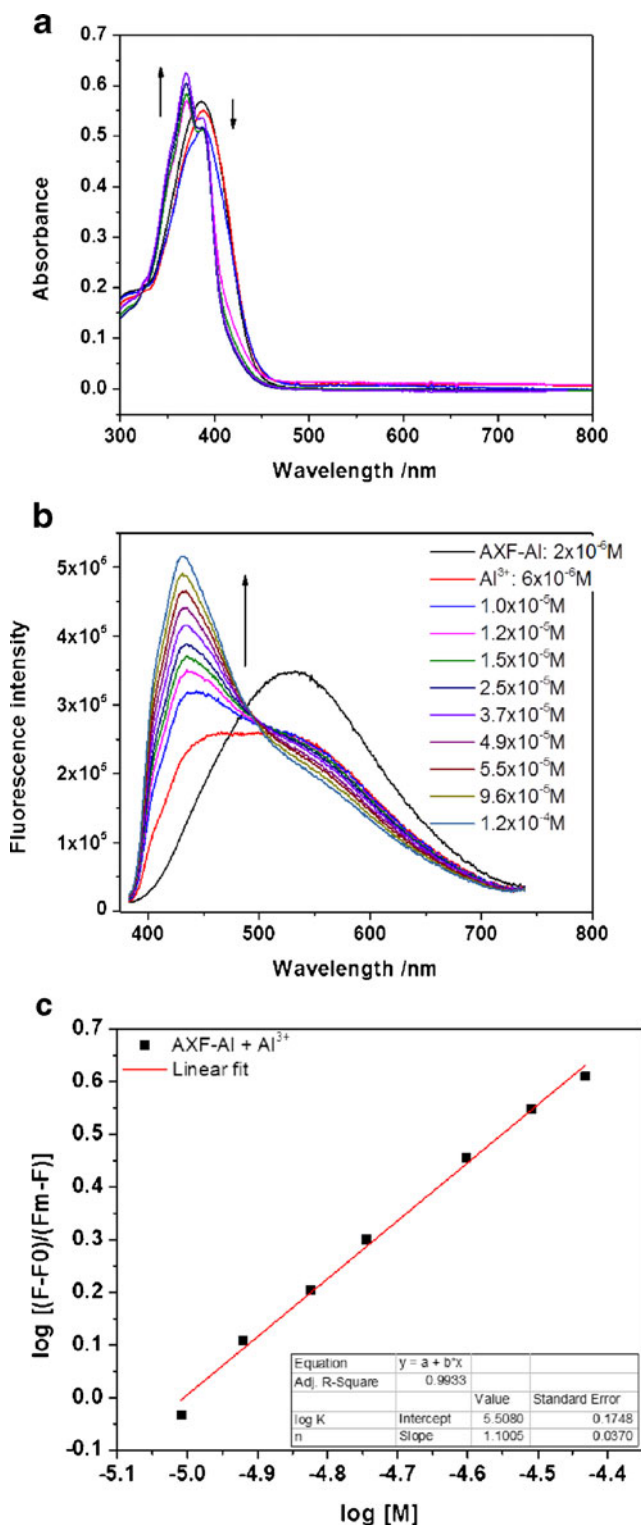 a
0.7
0.6
0.5
0.4
0.3
0.2
0.1
0.0
Absorbance
300 400 500 600 700 800
Wavelength /nm
b
5x10⁵
4x10⁵
3x10⁵
2x10⁵
1x10⁵
0
Fluorescence intensity
AXF-Al: 2x10⁻⁶M
Al³⁺: 6x10⁻⁶M
1.0x10⁻⁵M
1.2x10⁻⁵M
1.5x10⁻⁵M
2.5x10⁻⁵M
3.7x10⁻⁵M
4.9x10⁻⁵M
5.5x10⁻⁵M
9.6x10⁻⁵M
1.2x10⁻⁴M
400 500 600 700 800
Wavelength /nm
c
0.7
0.6
0.5
0.4
0.3
0.2
0.1
0.0
-0.1
log [(F-F0)/(Fm-F)]
AXF-Al + Al³⁺
Linear fit
Equation y = a + b*x
Adj. R-Square 0.9933
Value Standard Error
log K Intercept 5.5080 0.1748
n Slope 1.1005 0.0370
-5.1 -5.0 -4.9 -4.8 -4.7 -4.6 -4.5 -4.4
log [M]